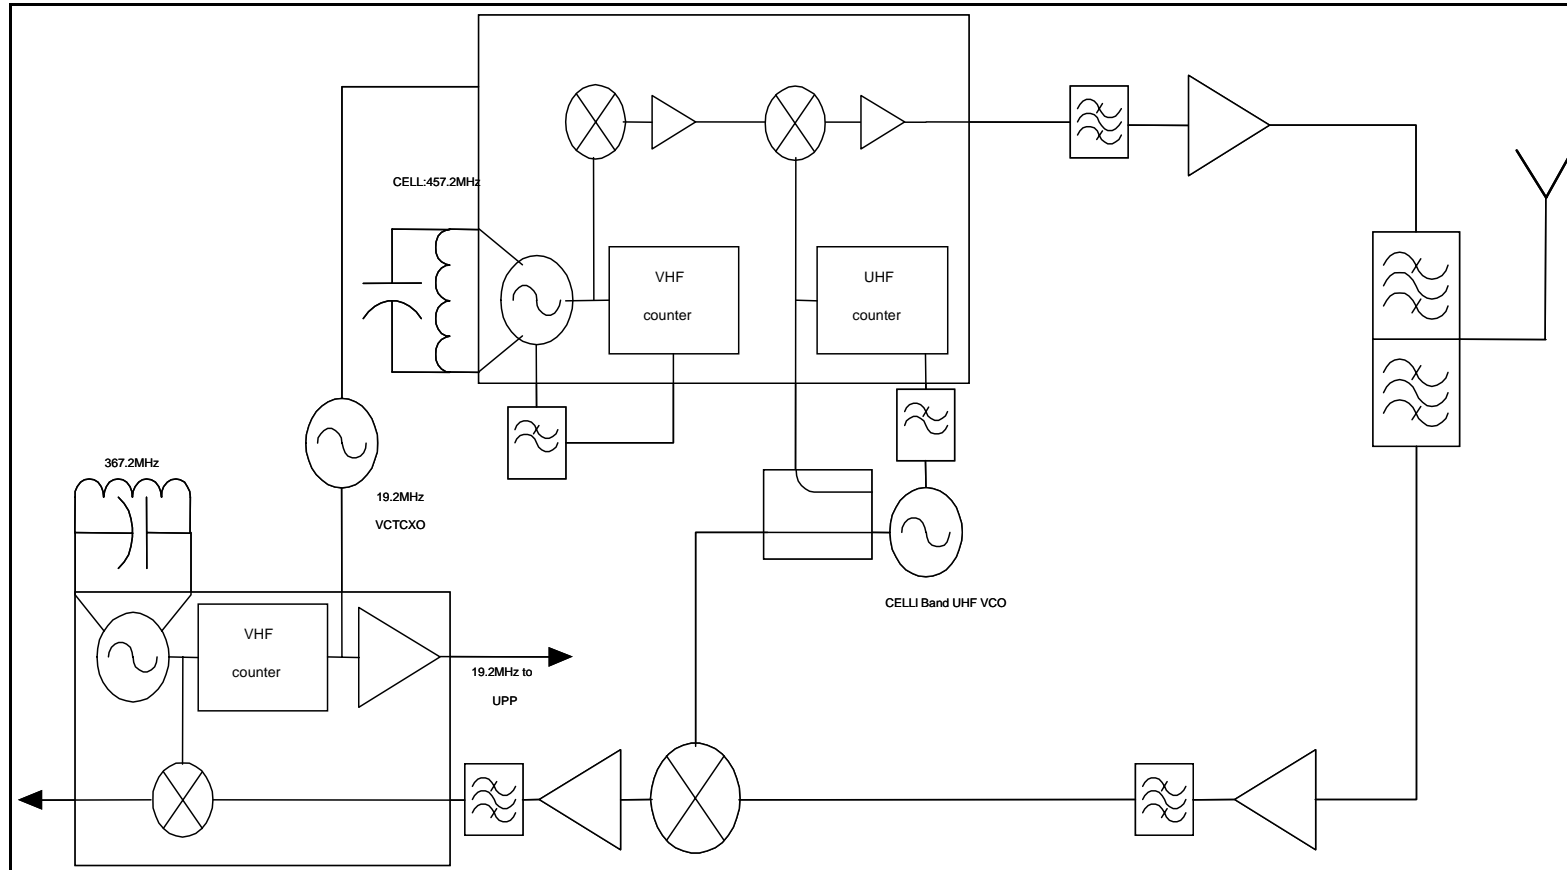 CELL:457.2MHz
VHF
counter
UHF
counter
367.2MHz
19.2MHz
VCTCXO
CELLl Band UHF VCO
VHF
counter
19.2MHz to
UPP